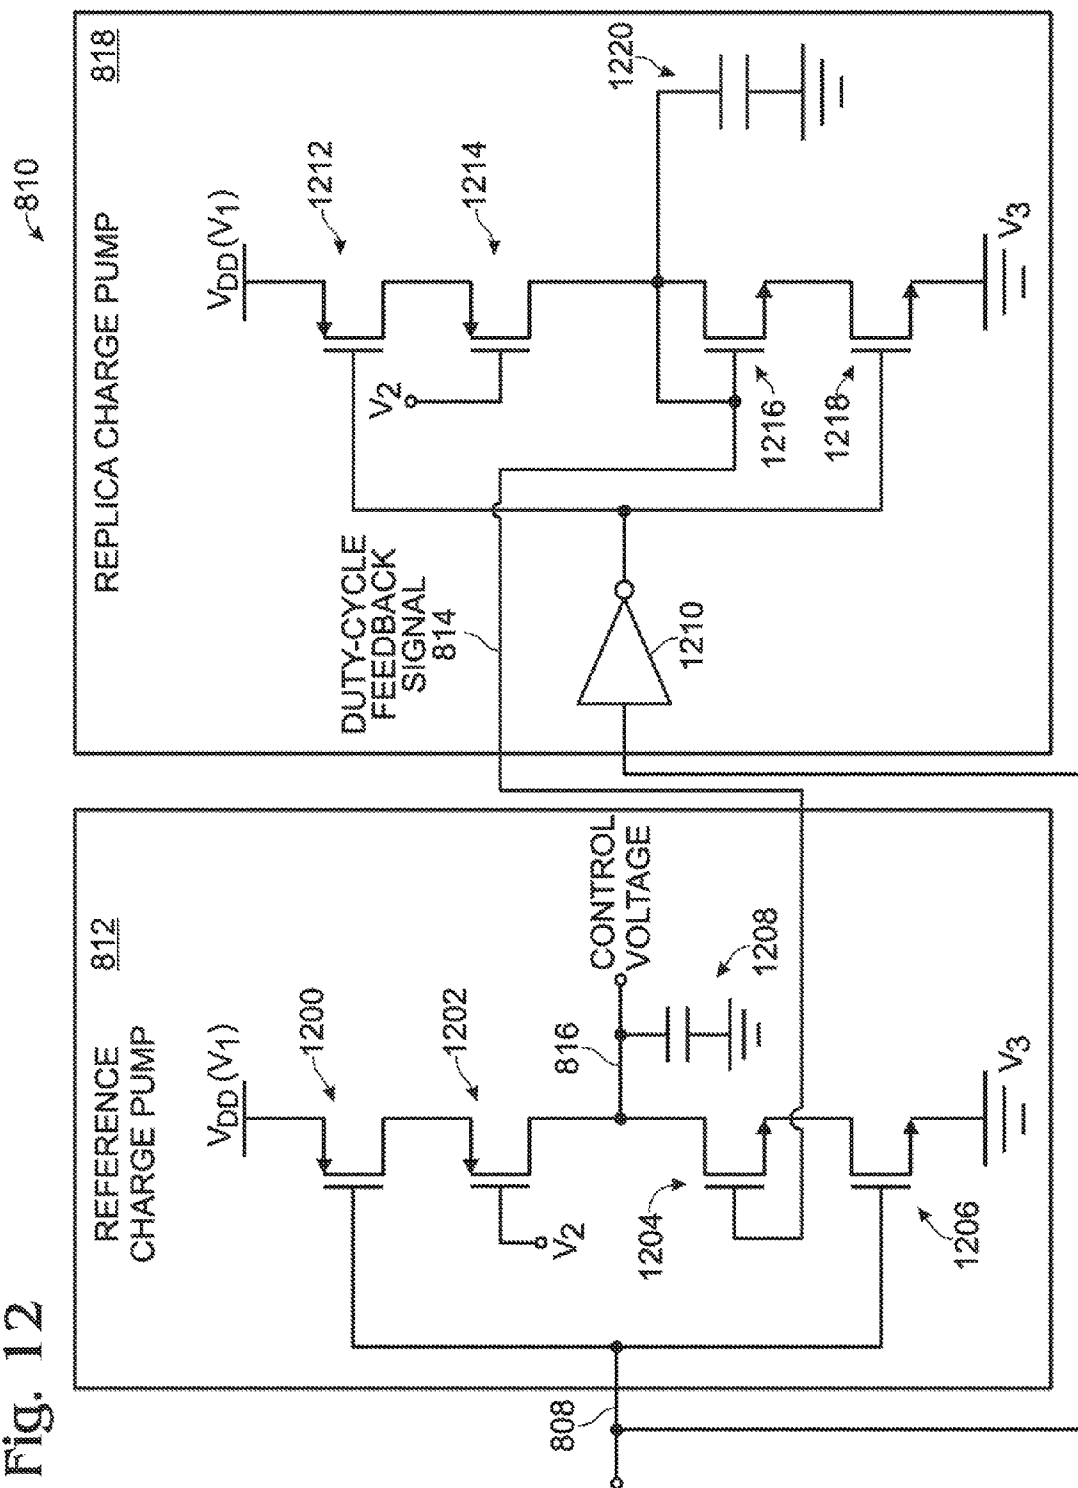 Fig. 12
810
REFERENCE
CHARGE PUMP
812
VDD (V1)
1200
1202
V2
816
CONTROL
VOLTAGE
1208
1204
1206
V3
808
REPLICA CHARGE PUMP
818
VDD (V1)
1212
V2
1214
1220
DUTY-CYCLE
FEEDBACK
SIGNAL
814
1210
1216
1218
V3